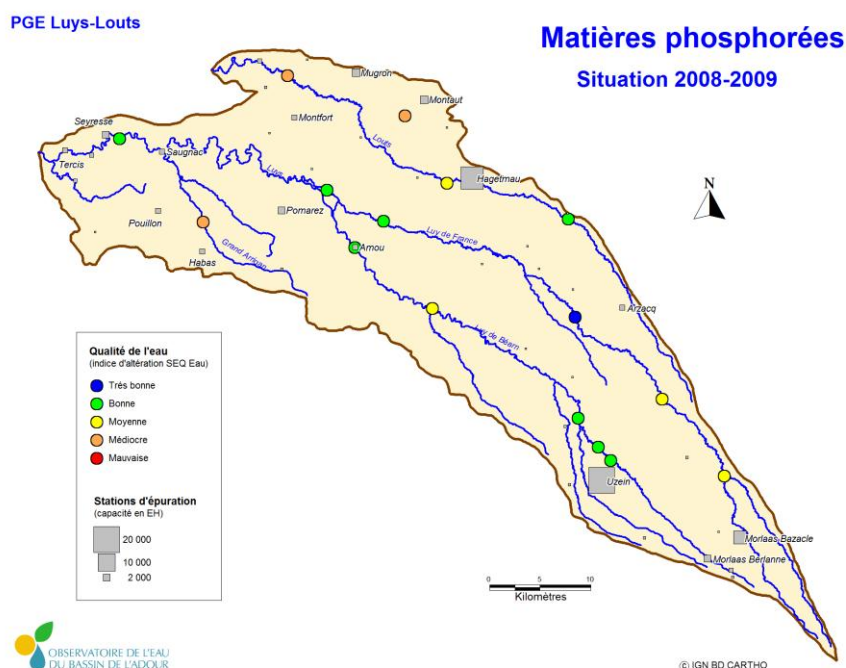 PGE Luys-Louts
Matières phosphorées
Situation 2008-2009
Mugron
Montaut
Montfort
Seyresse
Louts
Saugnac
Tercis
Luys
Hagetmau
N
Pouillon
Pomarez
Luy de France
Grand Arrigan
Amou
Habas
Arzacq
Luy de Béarn
Qualité de l'eau
(indice d'altération SEQ Eau)
Trés bonne
Bonne
Moyenne
Médiocre
Mauvaise
Stations d'épuration
(capacité en EH)
20 000
10 000
2 000
Uzein
Morlaas Bazacle
Morlaas Berlanne
0 5 10
Kilomètres
OBSERVATOIRE DE L'EAU
DU BASSIN DE L'ADOUR
© IGN BD CARTHO